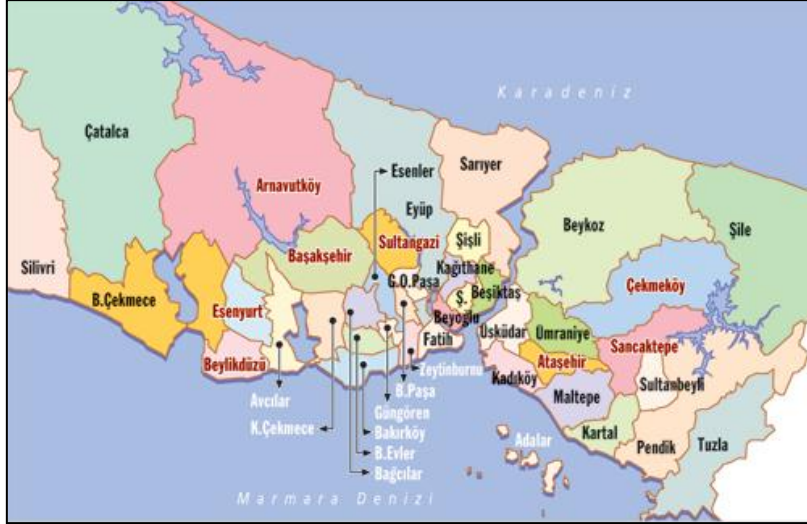 Karadeniz
Çatalca
Esenler
Sarıyer
Arnavutköy
Eyüp
Beykoz
Şile
Sultangazi
Şişli
Başakşehir
Silivri
Kağıthane
G.O.Paşa
B.Çekmece
Çekmeköy
Ş.
Beşiktaş
Esenyurt
Beyoğlu
Üsküdar
Ümraniye
Fatih
Sancaktepe
Beylikdüzü
Ataşehir
Zeytinburnu
Kadıköy
Sultanbeyli
B.Paşa
Maltepe
Avcılar
Güngören
K.Çekmece
Bakırköy
Adalar
Kartal
Pendik
Tuzla
B.Evler
Bağcılar
Marmara Denizi